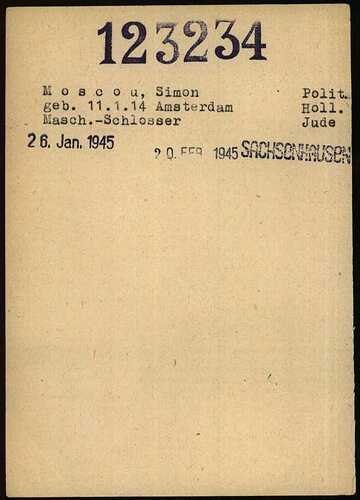 123234
Moscou, Simon Polit.
geb. 11.1.14 Amsterdam Holl.
Masch.-Schlosser Jude
26. Jan. 1945 20. FEB. 1945 SACHSENHAUSEN